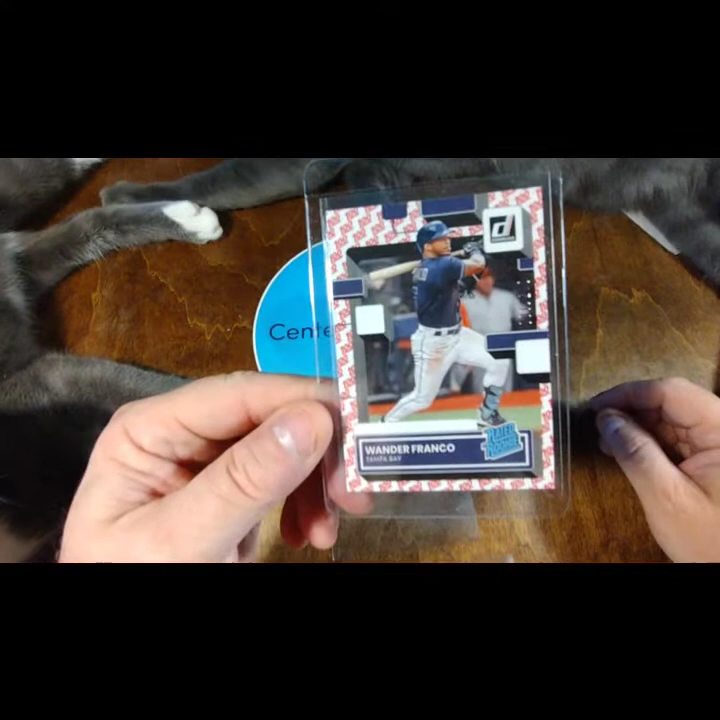 Cente
d
WANDER FRANCO
TAMPA BAY
RATED
ROOKIE